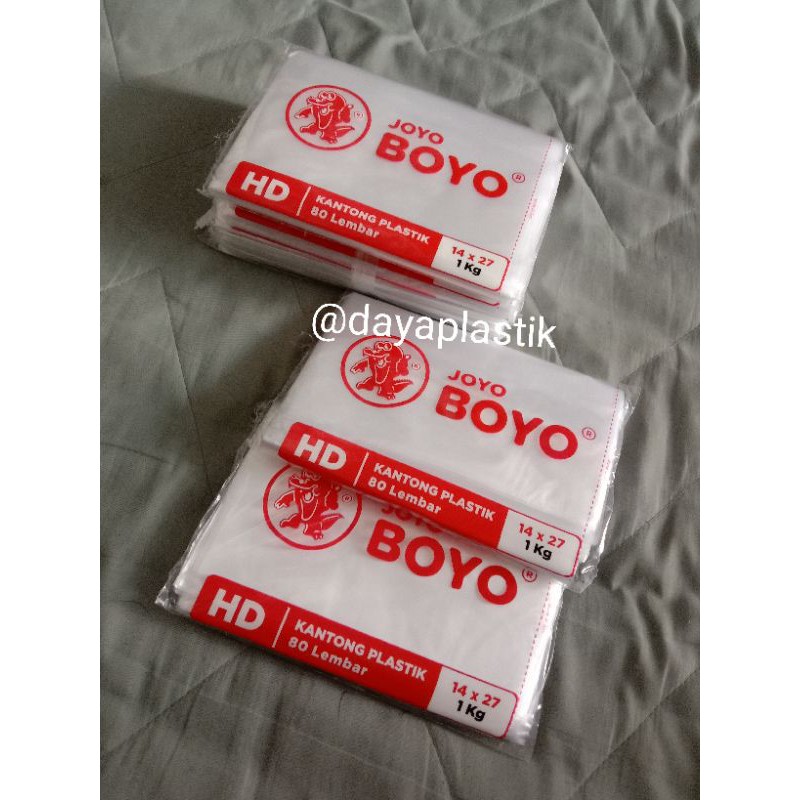 JOYO
BOYO®
HD
KANTONG PLASTIK
80 Lembar
14 x 27
1 Kg
@dayaplastik
JOYO
BOYO®
HD
KANTONG PLASTIK
80 Lembar
14 x 27
1 Kg
JOYO
BOYO®
HD
KANTONG PLASTIK
80 Lembar
14 x 27
1 Kg